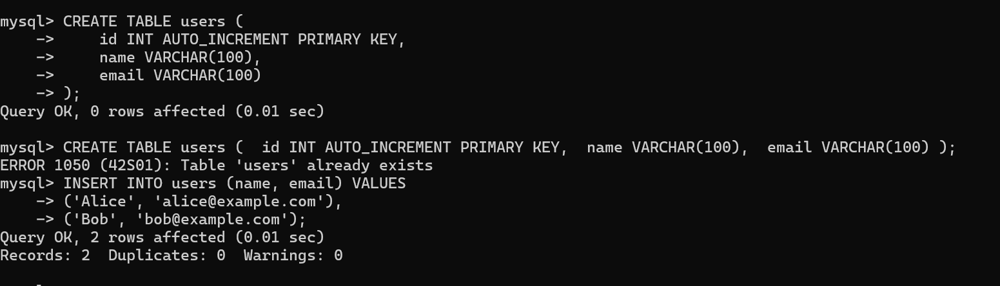 mysql> CREATE TABLE users (
    ->     id INT AUTO_INCREMENT PRIMARY KEY,
    ->     name VARCHAR(100),
    ->     email VARCHAR(100)
    -> );
Query OK, 0 rows affected (0.01 sec)
mysql> CREATE TABLE users (  id INT AUTO_INCREMENT PRIMARY KEY,  name VARCHAR(100),  email VARCHAR(100) );
ERROR 1050 (42S01): Table 'users' already exists
mysql> INSERT INTO users (name, email) VALUES
    -> ('Alice', 'alice@example.com'),
    -> ('Bob', 'bob@example.com');
Query OK, 2 rows affected (0.01 sec)
Records: 2  Duplicates: 0  Warnings: 0